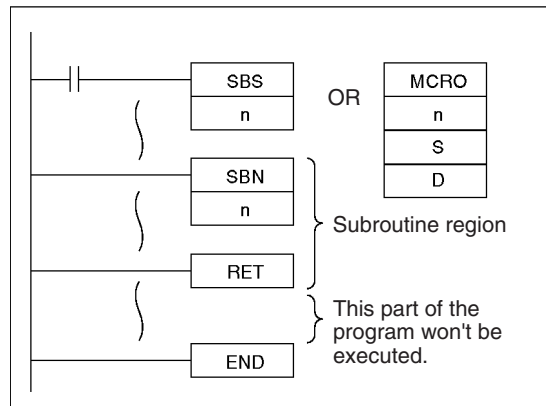 SBS
n
OR
MCRO
n
S
D
SBN
n
Subroutine region
RET
This part of the
program won't be
executed.
END